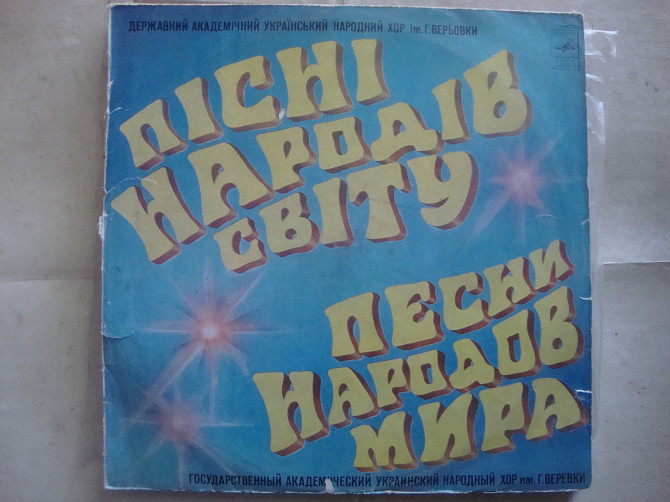 ДЕРЖАВНИЙ АКАДЕМІЧНИЙ УКРАЇНСЬКИЙ НАРОДНИЙ ХОР ім. Г. ВЕРЬОВКИ
ПІСНІ
НАРОДІВ
СВІТУ
ПЕСНИ
НАРОДОВ
МИРА
ГОСУДАРСТВЕННЫЙ АКАДЕМИЧЕСКИЙ УКРАИНСКИЙ НАРОДНЫЙ ХОР им. Г. ВЕРЕВКИ